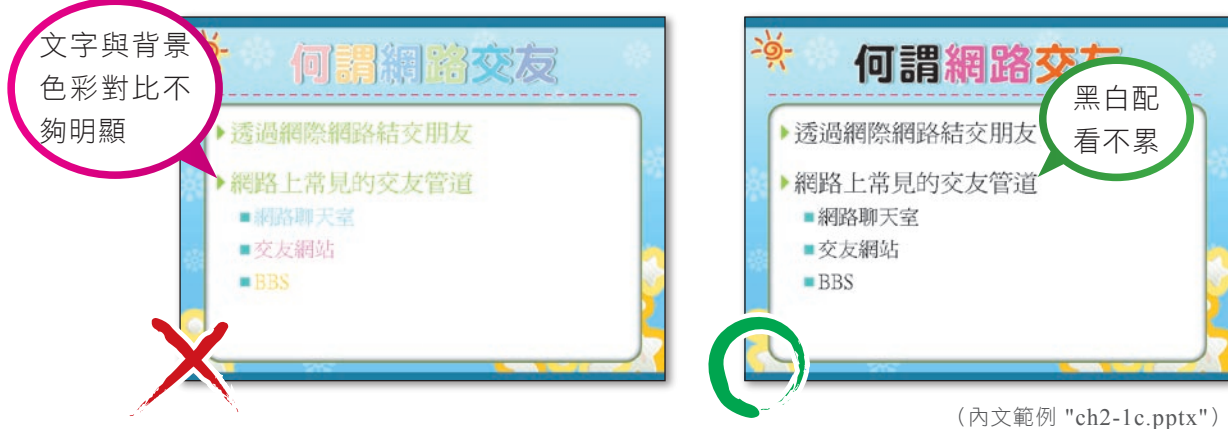 文字與背景
色彩對比不
夠明顯
何謂網路交友
透過網際網路結交朋友
網路上常見的交友管道
網路聊天室
交友網站
BBS
何謂網路交友
黑白配
看不累
透過網際網路結交朋友
網路上常見的交友管道
網路聊天室
交友網站
BBS
（內文範例 "ch2-1c.pptx"）